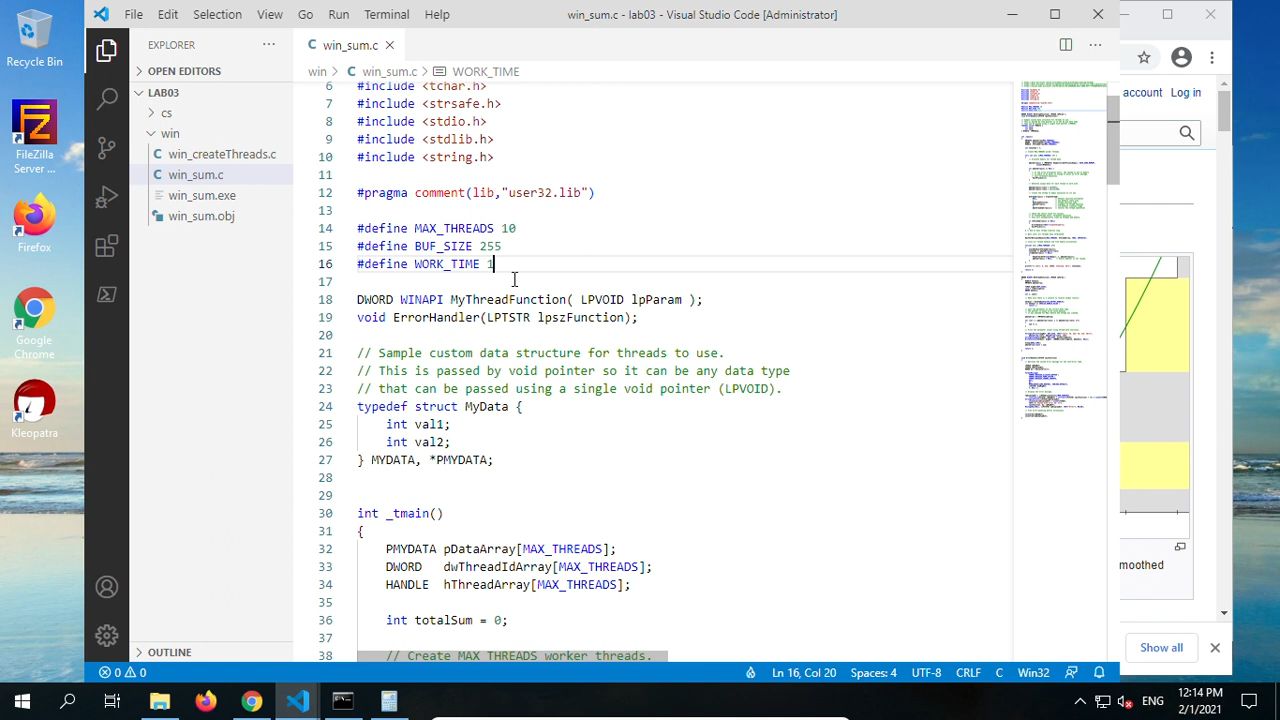 Recycle Bin
FileZilla
Server ...
Firefox
Google
Chrome
Kleopatra
File Edit Selection View Go Run Terminal Help
win_sum.c - lab03 - Visual Studio Code [Administrator]
EXPLORER
OPEN EDITORS
LAB03
cs
win
C win_createThreads.c
C win_sum.c
win_sum.exe
win_sum.obj
OUTLINE
C win_sum.c
win > C win_sum.c > WORK_TIME
6 #include <tchar.h>
7 #include <strsafe.h>
8 #include <stdio.h>
9 #include <stdlib.h>
10 #include <string.h>
11
12 #pragma comment(lib,"user32.lib")
13
14 #define MAX_THREADS 10
15 #define BUF_SIZE 255
16 #define WORK_TIME 1
17
18 DWORD WINAPI MyThreadFunction( LPVOID lpParam );
19 void ErrorHandler(LPTSTR lpszFunction);
20
21 // Sample custom data structure for threads to use.
22 // This is passed by void pointer so it can be any data type
23 // that can be passed using a single void pointer (LPVOID).
24 typedef struct MyData {
25 int val1;
26 int val2;
27 } MYDATA, *PMYDATA;
28
29
30 int _tmain()
31 {
32 PMYDATA pDataArray[MAX_THREADS];
33 DWORD dwThreadIdArray[MAX_THREADS];
34 HANDLE hThreadArray[MAX_THREADS];
35
36 int totalSum = 0;
37
38 // Create MAX_THREADS worker threads.
0 0
Ln 16, Col 20 Spaces: 4 UTF-8 CRLF C Win32
account Log in
moothed
Show all
ENG
12:14 PM
2/1/2021